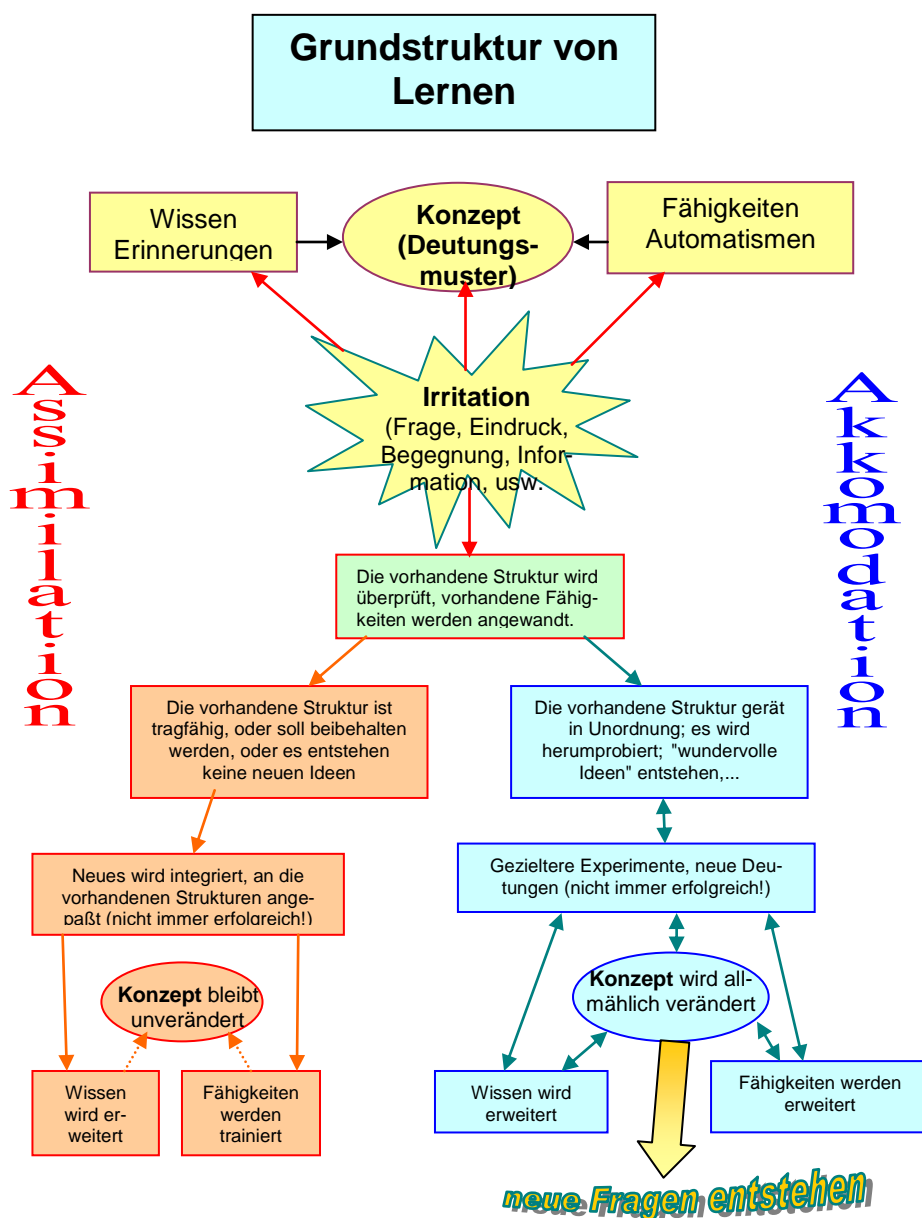 Grundstruktur von
Lernen
Wissen
Erinnerungen
Konzept
(Deutungs-
muster)
Fähigkeiten
Automatismen
Irritation
(Frage, Eindruck,
Begegnung, Infor-
mation, usw.
Assimilation
Akkomodation
Die vorhandene Struktur wird
überprüft, vorhandene Fähig-
keiten werden angewandt.
Die vorhandene Struktur ist
tragfähig, oder soll beibehalten
werden, oder es entstehen
keine neuen Ideen
Die vorhandene Struktur gerät
in Unordnung; es wird
herumprobiert; "wundervolle
Ideen" entstehen,...
Neues wird integriert, an die
vorhandenen Strukturen ange-
paßt (nicht immer erfolgreich!)
Gezieltere Experimente, neue Deu-
tungen (nicht immer erfolgreich!)
Konzept bleibt
unverändert
Konzept wird all-
mählich verändert
Wissen
wird er-
weitert
Fähigkeiten
werden
trainiert
Wissen wird
erweitert
Fähigkeiten werden
erweitert
neue Fragen entstehen